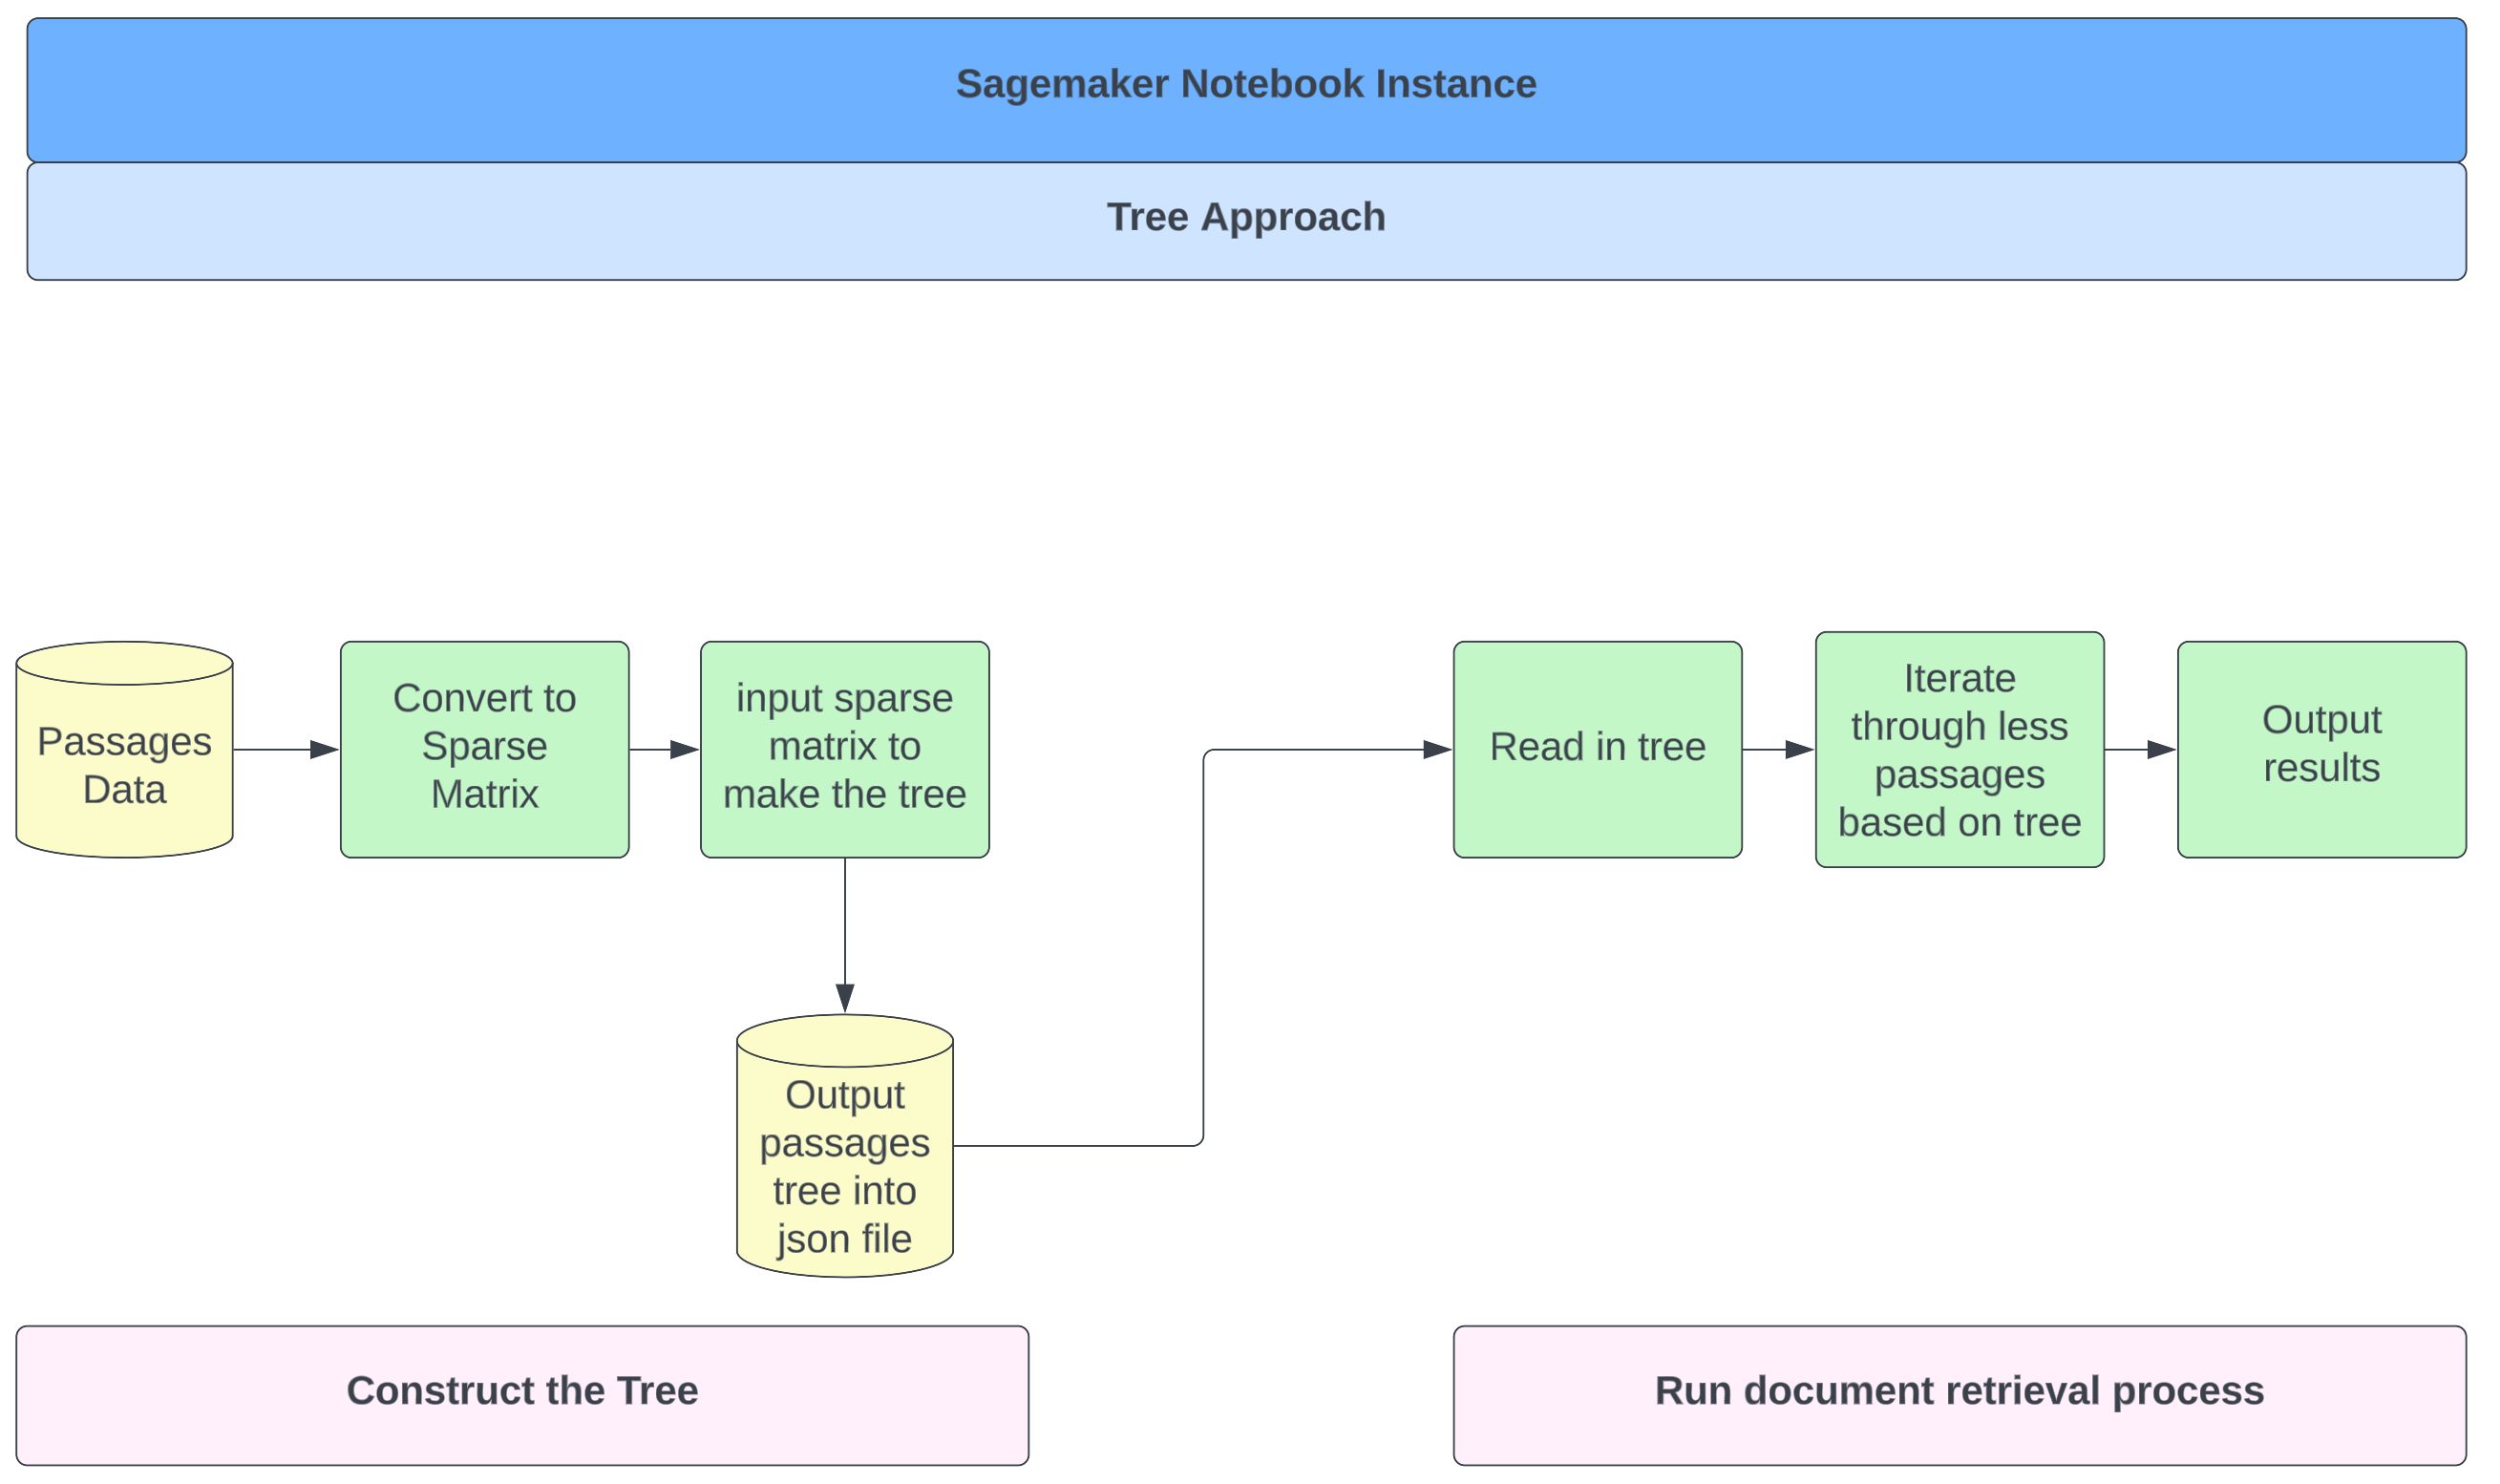 Sagemaker Notebook Instance
Tree Approach
Passages
Data
Convert to
Sparse
Matrix
input sparse
matrix to
make the tree
Output
passages
tree into
json file
Read in tree
Iterate
through less
passages
based on tree
Output
results
Construct the Tree
Run document retrieval process